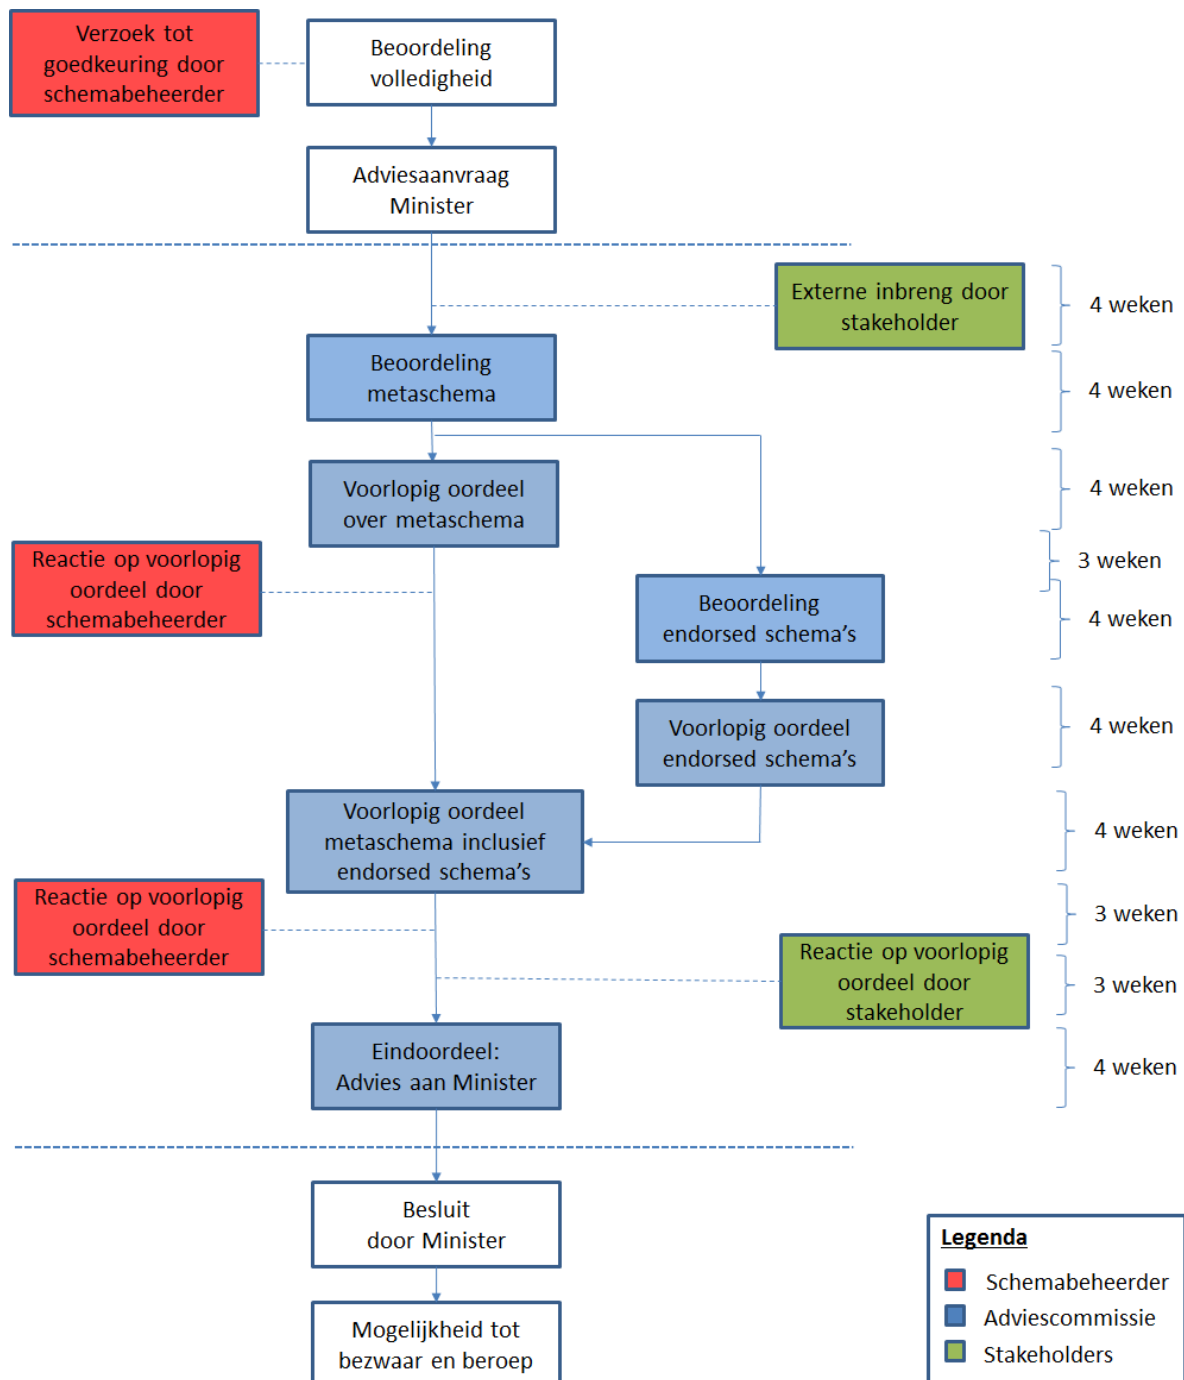 Verzoek tot
goedkeuring door
schemabeheerder
Beoordeling
volledigheid
Adviesaanvraag
Minister
Externe inbreng door
stakeholder
4 weken
Beoordeling
metaschema
4 weken
Voorlopig oordeel
over metaschema
4 weken
Reactie op voorlopig
oordeel door
schemabeheerder
3 weken
Beoordeling
endorsed schema’s
4 weken
Voorlopig oordeel
endorsed schema’s
4 weken
Voorlopig oordeel
metaschema inclusief
endorsed schema’s
4 weken
Reactie op voorlopig
oordeel door
schemabeheerder
3 weken
Reactie op voorlopig
oordeel door
stakeholder
3 weken
Eindoordeel:
Advies aan Minister
4 weken
Besluit
door Minister
Mogelijkheid tot
bezwaar en beroep
Legenda
Schemabeheerder
Adviescommissie
Stakeholders